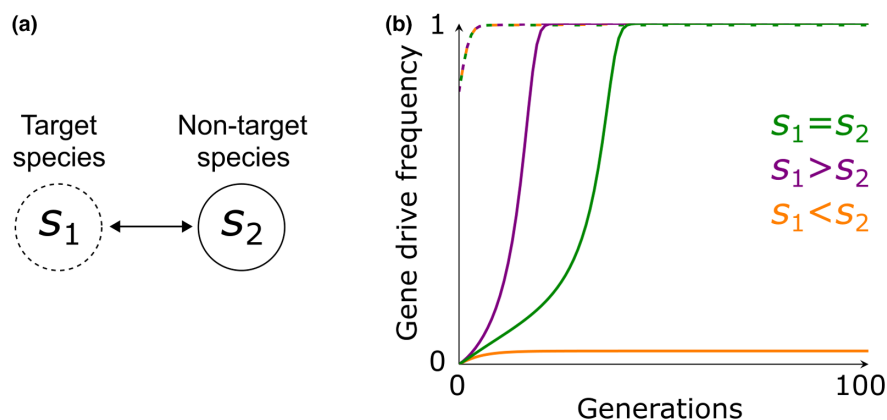 (a)
Target
species
Non-target
species
s₁
s₂
(b)
Gene drive frequency
1
0
s₁=s₂
s₁>s₂
s₁<s₂
0
100
Generations